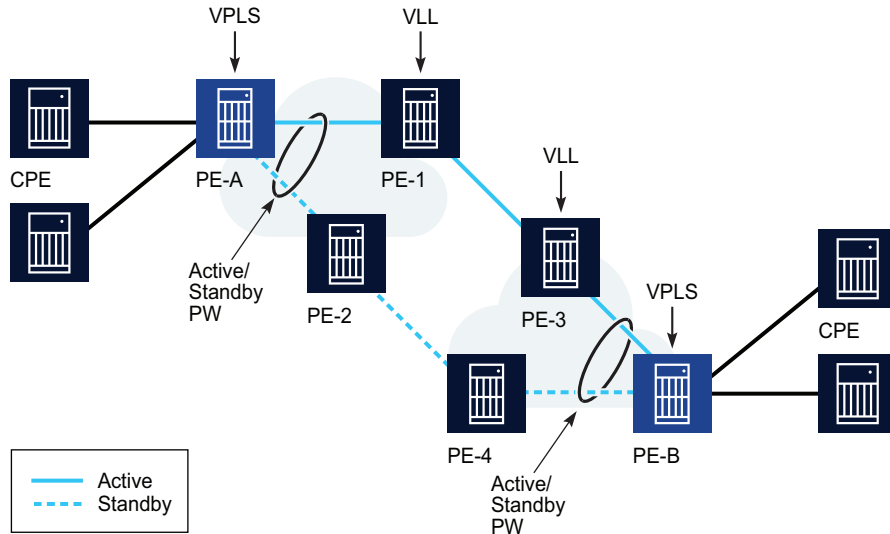 VPLS
VLL
CPE
PE-A
PE-1
VLL
Active/
Standby
PW
PE-2
PE-3
VPLS
CPE
PE-4
PE-B
Active/
Standby
PW
Active
Standby